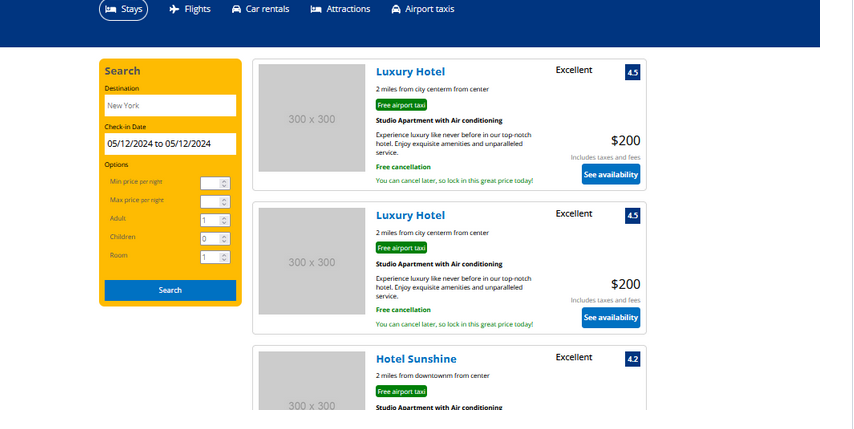 Stays Flights Car rentals Attractions Airport taxis
Search
Destination
New York
Check-in Date
05/12/2024 to 05/12/2024
Options
Min price per night
Max price per night
Adult 1
Children 0
Room 1
Search
300 x 300
Luxury Hotel
2 miles from city centerm from center
Free airport taxi
Studio Apartment with Air conditioning
Experience luxury like never before in our top-notch
hotel. Enjoy exquisite amenities and unparalleled
service.
Free cancellation
You can cancel later, so lock in this great price today!
Excellent 4.5
$200
Includes taxes and fees
See availability
300 x 300
Luxury Hotel
2 miles from city centerm from center
Free airport taxi
Studio Apartment with Air conditioning
Experience luxury like never before in our top-notch
hotel. Enjoy exquisite amenities and unparalleled
service.
Free cancellation
You can cancel later, so lock in this great price today!
Excellent 4.5
$200
Includes taxes and fees
See availability
300 x 300
Hotel Sunshine
2 miles from downtownm from center
Free airport taxi
Studio Apartment with Air conditioning
Excellent 4.2